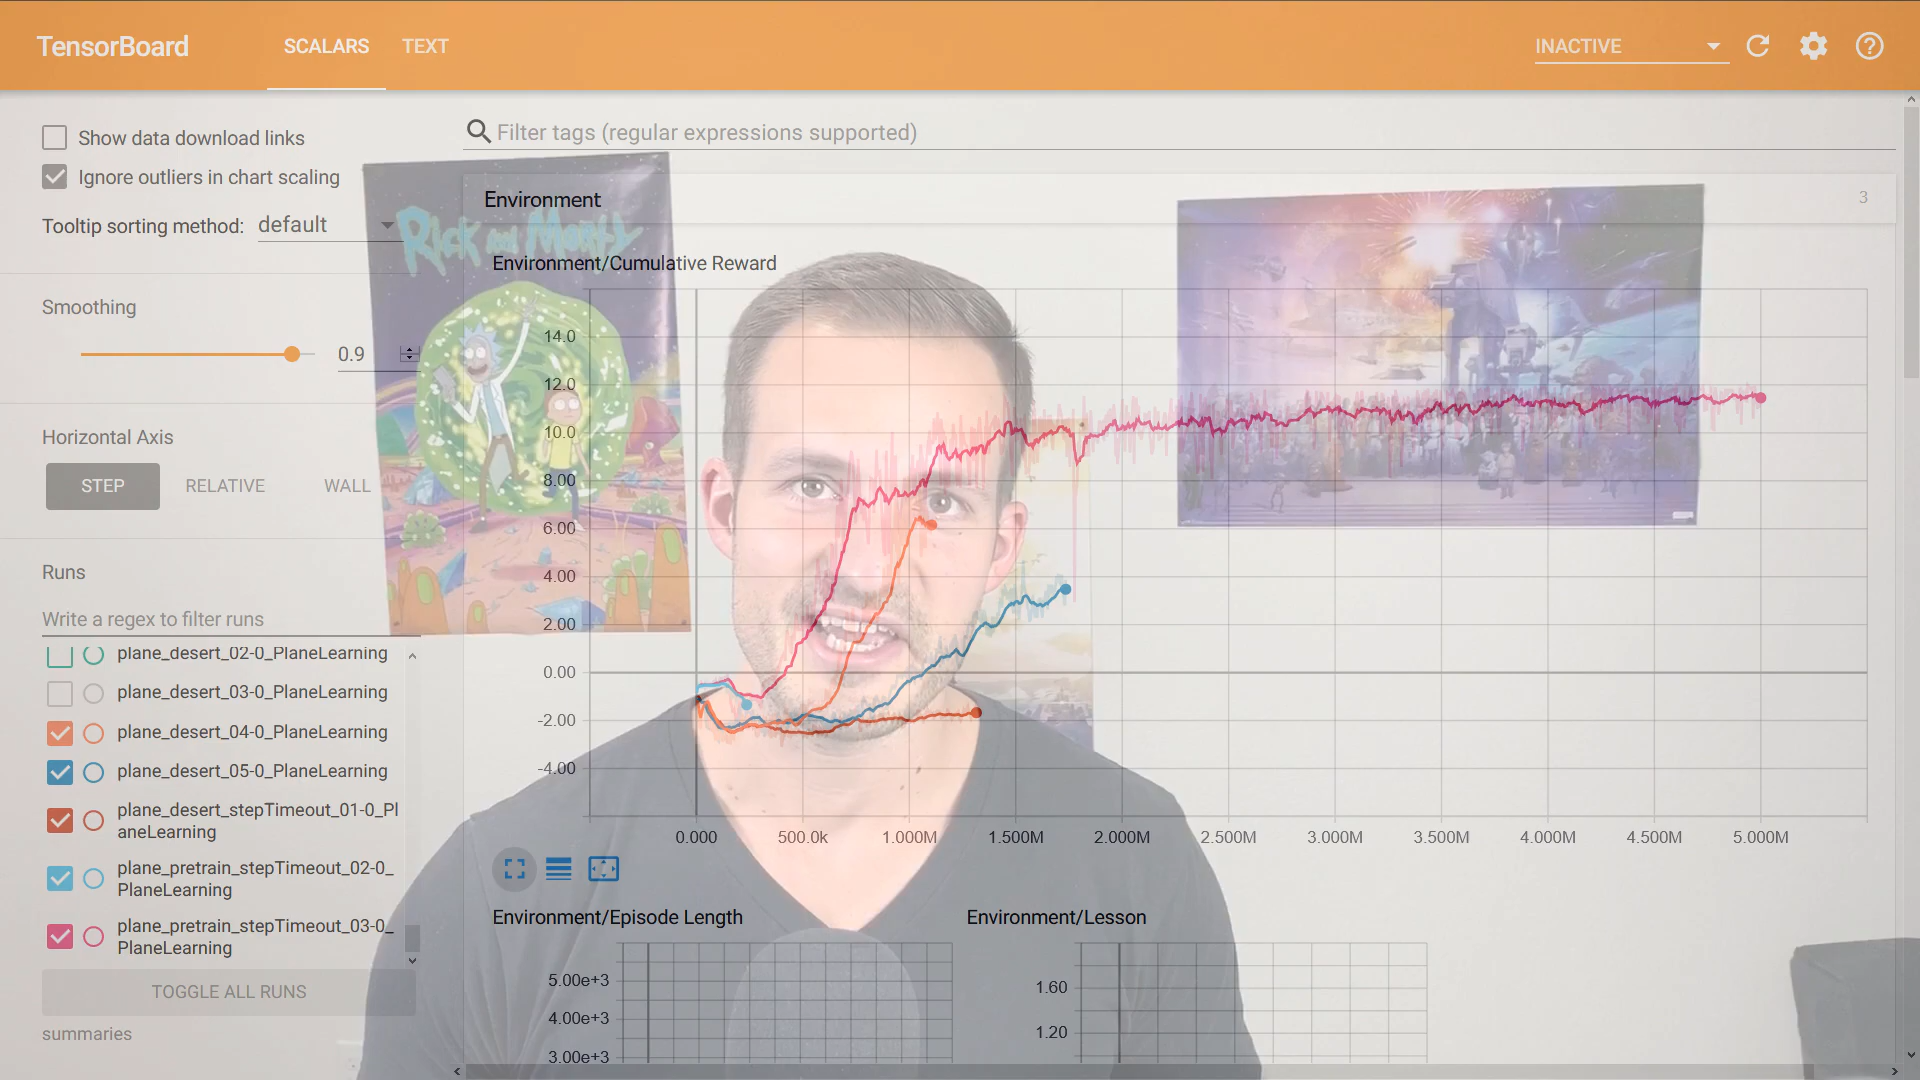 TensorBoard
SCALARS
TEXT
INACTIVE
Show data download links
Ignore outliers in chart scaling
Tooltip sorting method: default
Smoothing
0.9
Horizontal Axis
STEP
RELATIVE
WALL
Runs
Write a regex to filter runs
plane_desert_02-0_PlaneLearning
plane_desert_03-0_PlaneLearning
plane_desert_04-0_PlaneLearning
plane_desert_05-0_PlaneLearning
plane_desert_stepTimeout_01-0_Pl
aneLearning
plane_pretrain_stepTimeout_02-0_
PlaneLearning
plane_pretrain_stepTimeout_03-0_
PlaneLearning
TOGGLE ALL RUNS
summaries
Filter tags (regular expressions supported)
Environment
3
Rick and Morty
Environment/Cumulative Reward
14.0
12.0
10.0
8.00
6.00
4.00
2.00
0.00
-2.00
-4.00
0.000 500.0k 1.000M 1.500M 2.000M 2.500M 3.000M 3.500M 4.000M 4.500M 5.000M
Environment/Episode Length
5.00e+3
4.00e+3
3.00e+3
Environment/Lesson
1.60
1.20